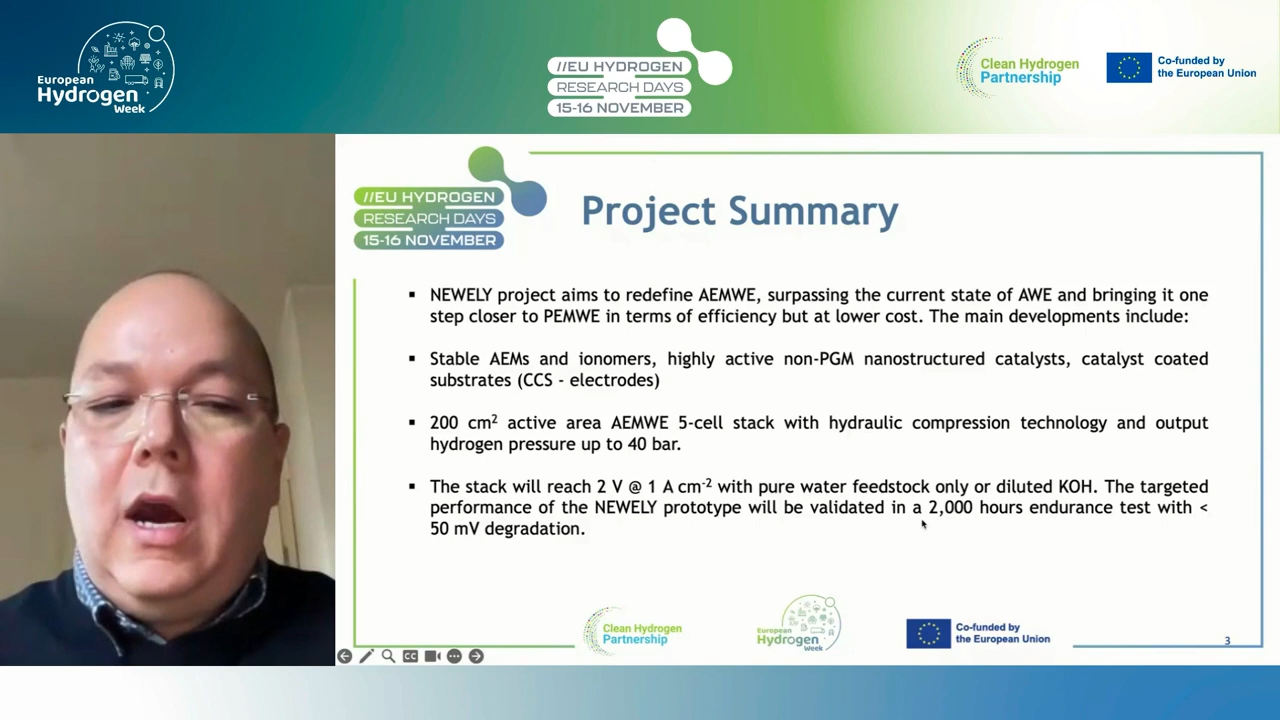 European
Hydrogen
Week
//EU HYDROGEN
RESEARCH DAYS
15-16 NOVEMBER
Clean Hydrogen
Partnership
Co-funded by
the European Union
//EU HYDROGEN
RESEARCH DAYS
15-16 NOVEMBER
Project Summary
▪ NEWELY project aims to redefine AEMWE, surpassing the current state of AWE and bringing it one
step closer to PEMWE in terms of efficiency but at lower cost. The main developments include:
▪ Stable AEMs and ionomers, highly active non-PGM nanostructured catalysts, catalyst coated
substrates (CCS - electrodes)
▪ 200 cm² active area AEMWE 5-cell stack with hydraulic compression technology and output
hydrogen pressure up to 40 bar.
▪ The stack will reach 2 V @ 1 A cm⁻² with pure water feedstock only or diluted KOH. The targeted
performance of the NEWELY prototype will be validated in a 2,000 hours endurance test with <
50 mV degradation.
Clean Hydrogen
Partnership
European
Hydrogen
Week
Co-funded by
the European Union
3
CC